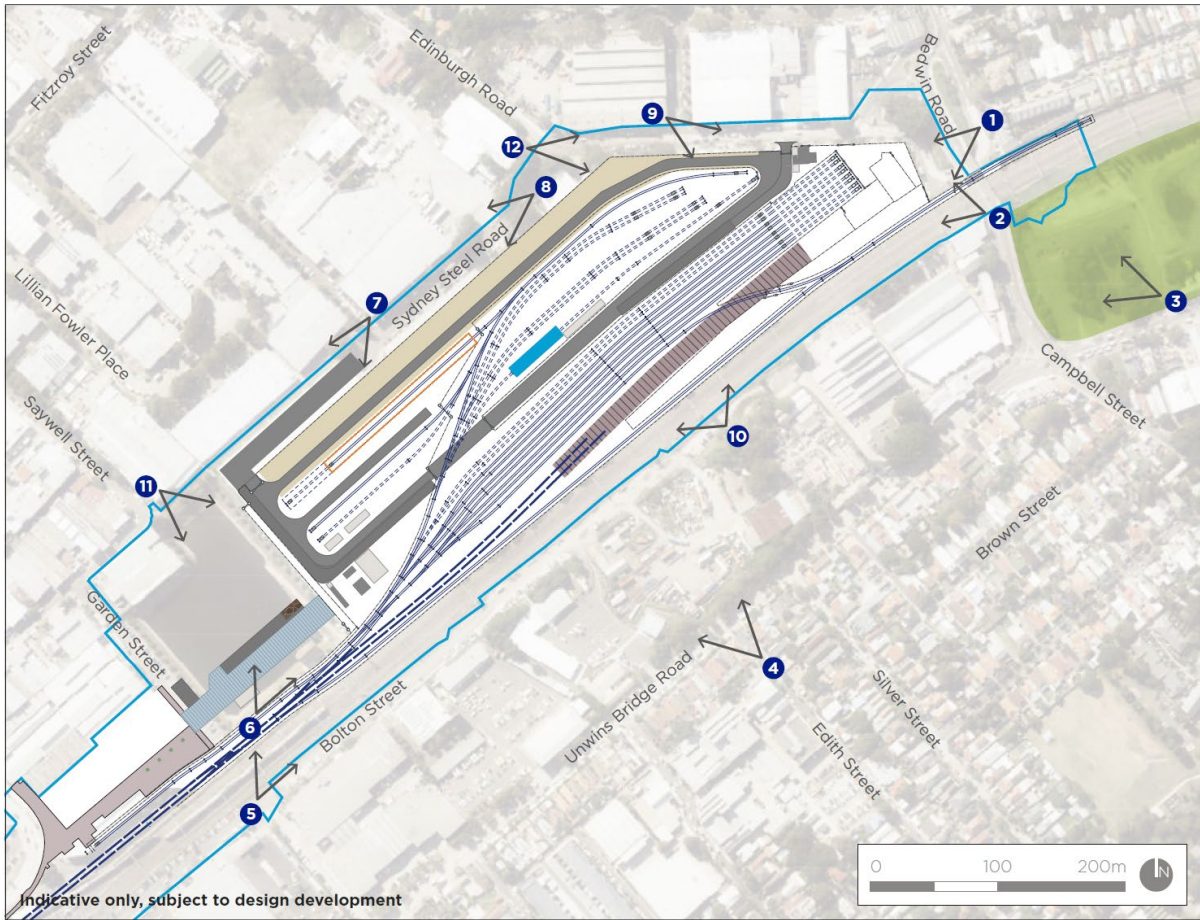 Fitzroy Street
Edinburgh Road
Bedwin Road
9
1
12
8
2
Sydney Steel Road
3
7
Lillian Fowler Place
Campbell Street
Saywell Street
10
11
Brown Street
Garden Street
4
Unwins Bridge Road
Silver Street
6
Bolton Street
Edith Street
5
0 100 200m
N
Indicative only, subject to design development